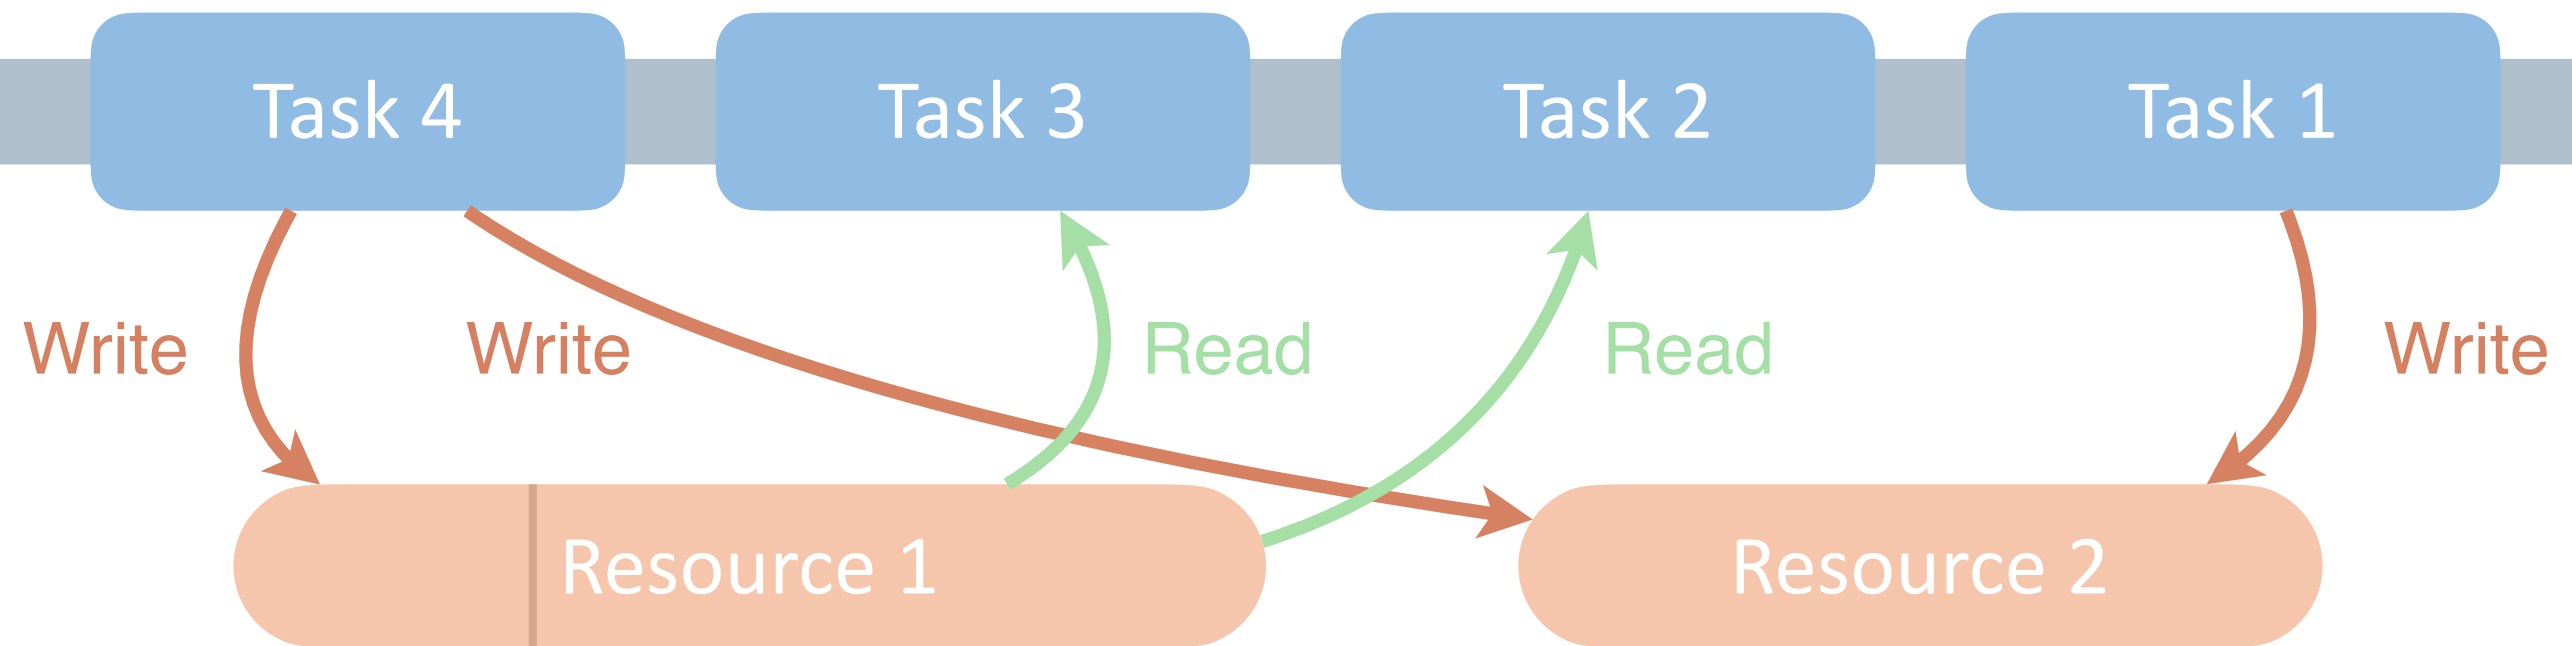 Task 4
Task 3
Task 2
Task 1
Write
Write
Read
Read
Write
Resource 1
Resource 2